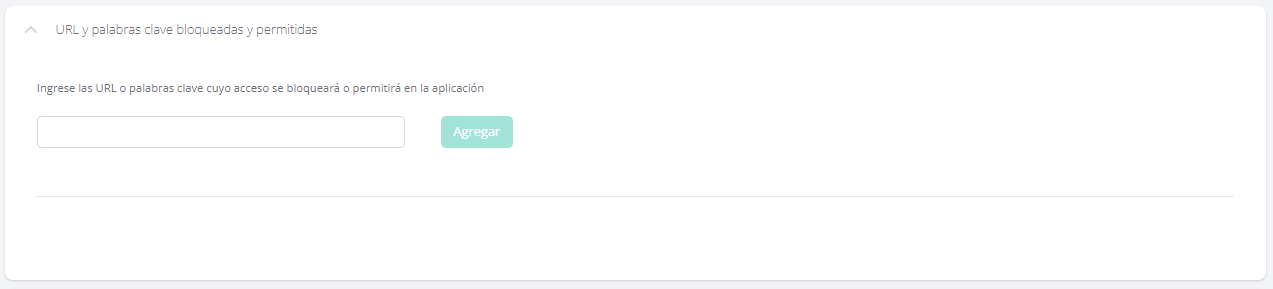 URL y palabras clave bloqueadas y permitidas
Ingrese las URL o palabras clave cuyo acceso se bloqueará o permitirá en la aplicación
Agregar